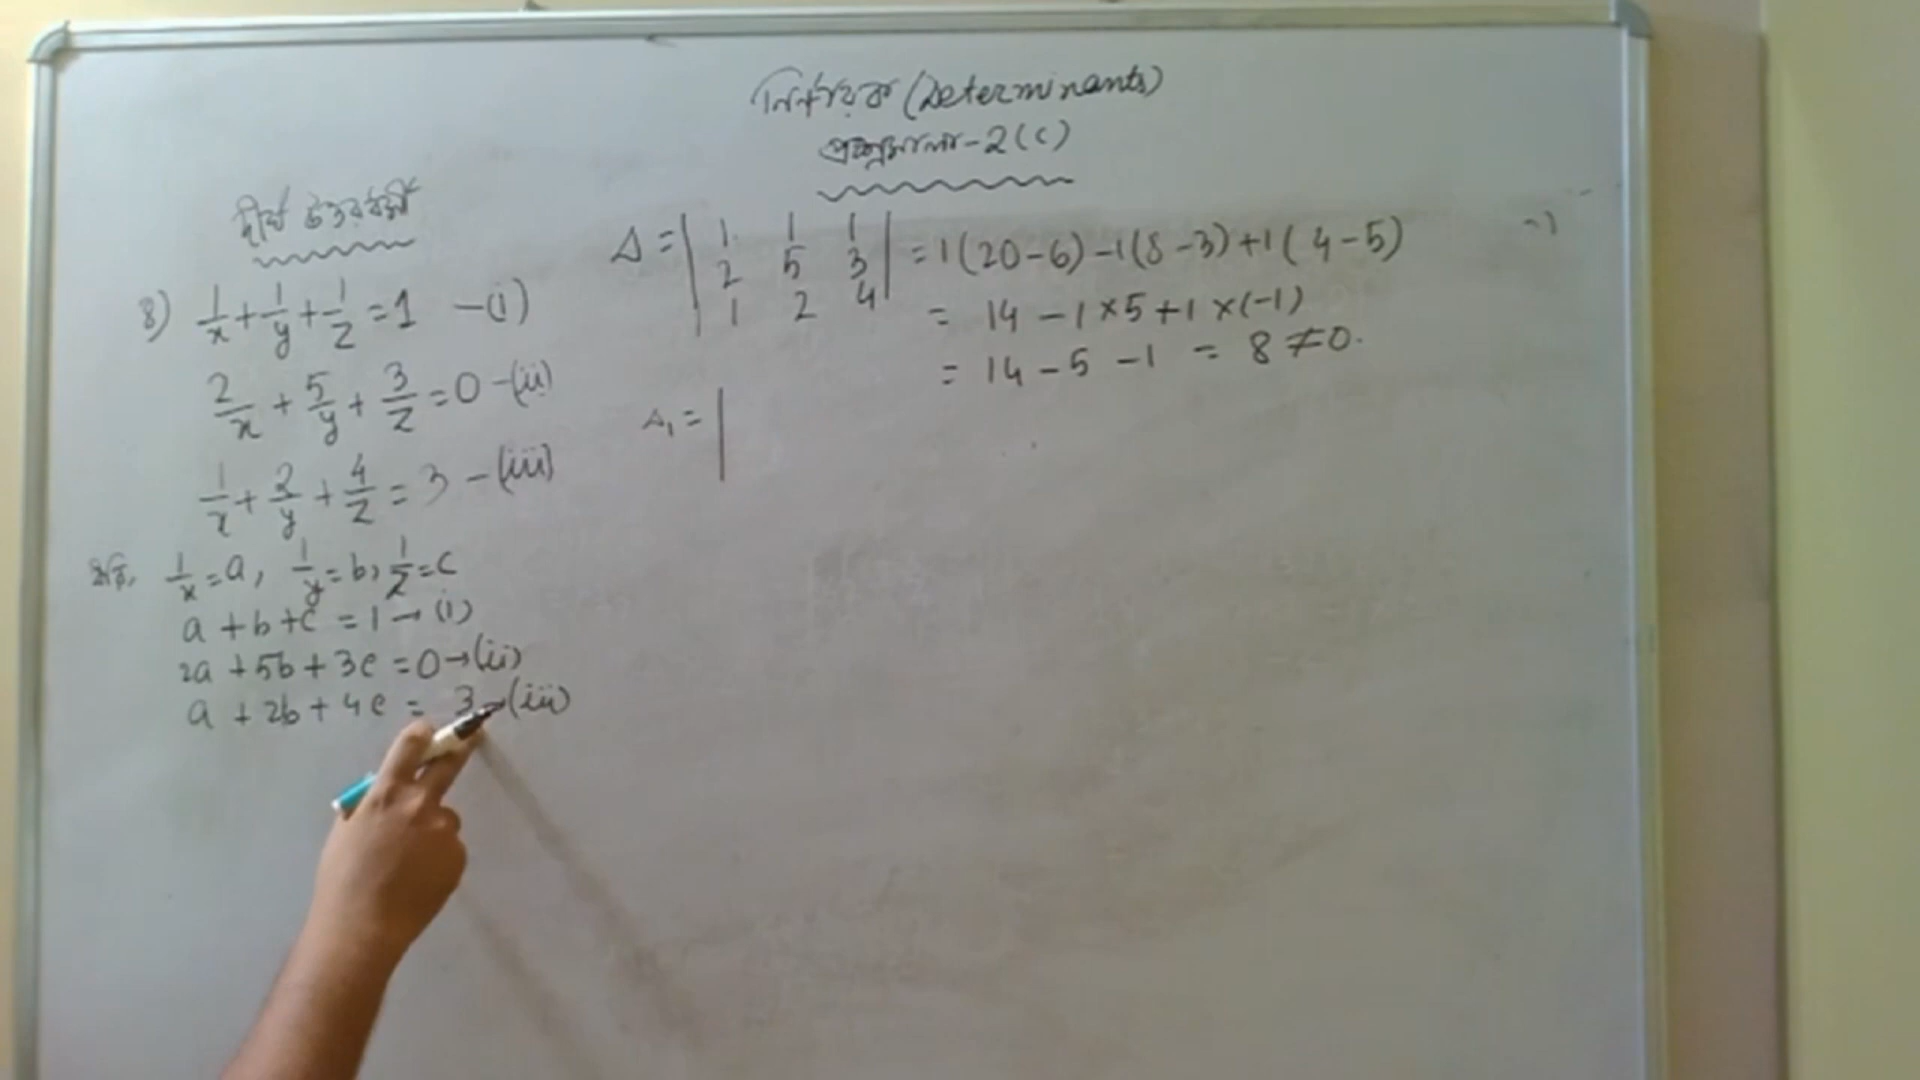 নির্ণায়ক (Determinants)
প্রশ্নমালা-2(c)
দীর্ঘ উত্তরধর্মী
8) 1/x + 1/y + 1/z = 1 -(i)
2/x + 5/y + 3/z = 0 -(ii)
1/x + 2/y + 4/z = 3 -(iii)
ধরি, 1/x = a, 1/y = b, 1/z = c
a + b + c = 1 → (i)
2a + 5b + 3c = 0 → (ii)
a + 2b + 4c = 3 → (iii)
Δ = | 1 1 1 | = 1(20-6) -1(8-3) +1(4-5)
| 2 5 3 |
| 1 2 4 |
= 14 - 1×5 + 1×(-1)
= 14 - 5 - 1 = 8 ≠ 0.
Δ₁ = |